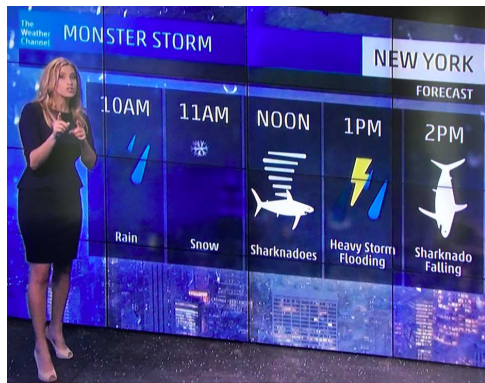 The
Weather
Channel
MONSTER STORM
NEW YORK
FORECAST
10AM
11AM
NOON
1PM
2PM
Rain
Snow
Sharknadoes
Heavy Storm
Flooding
Sharknado
Falling